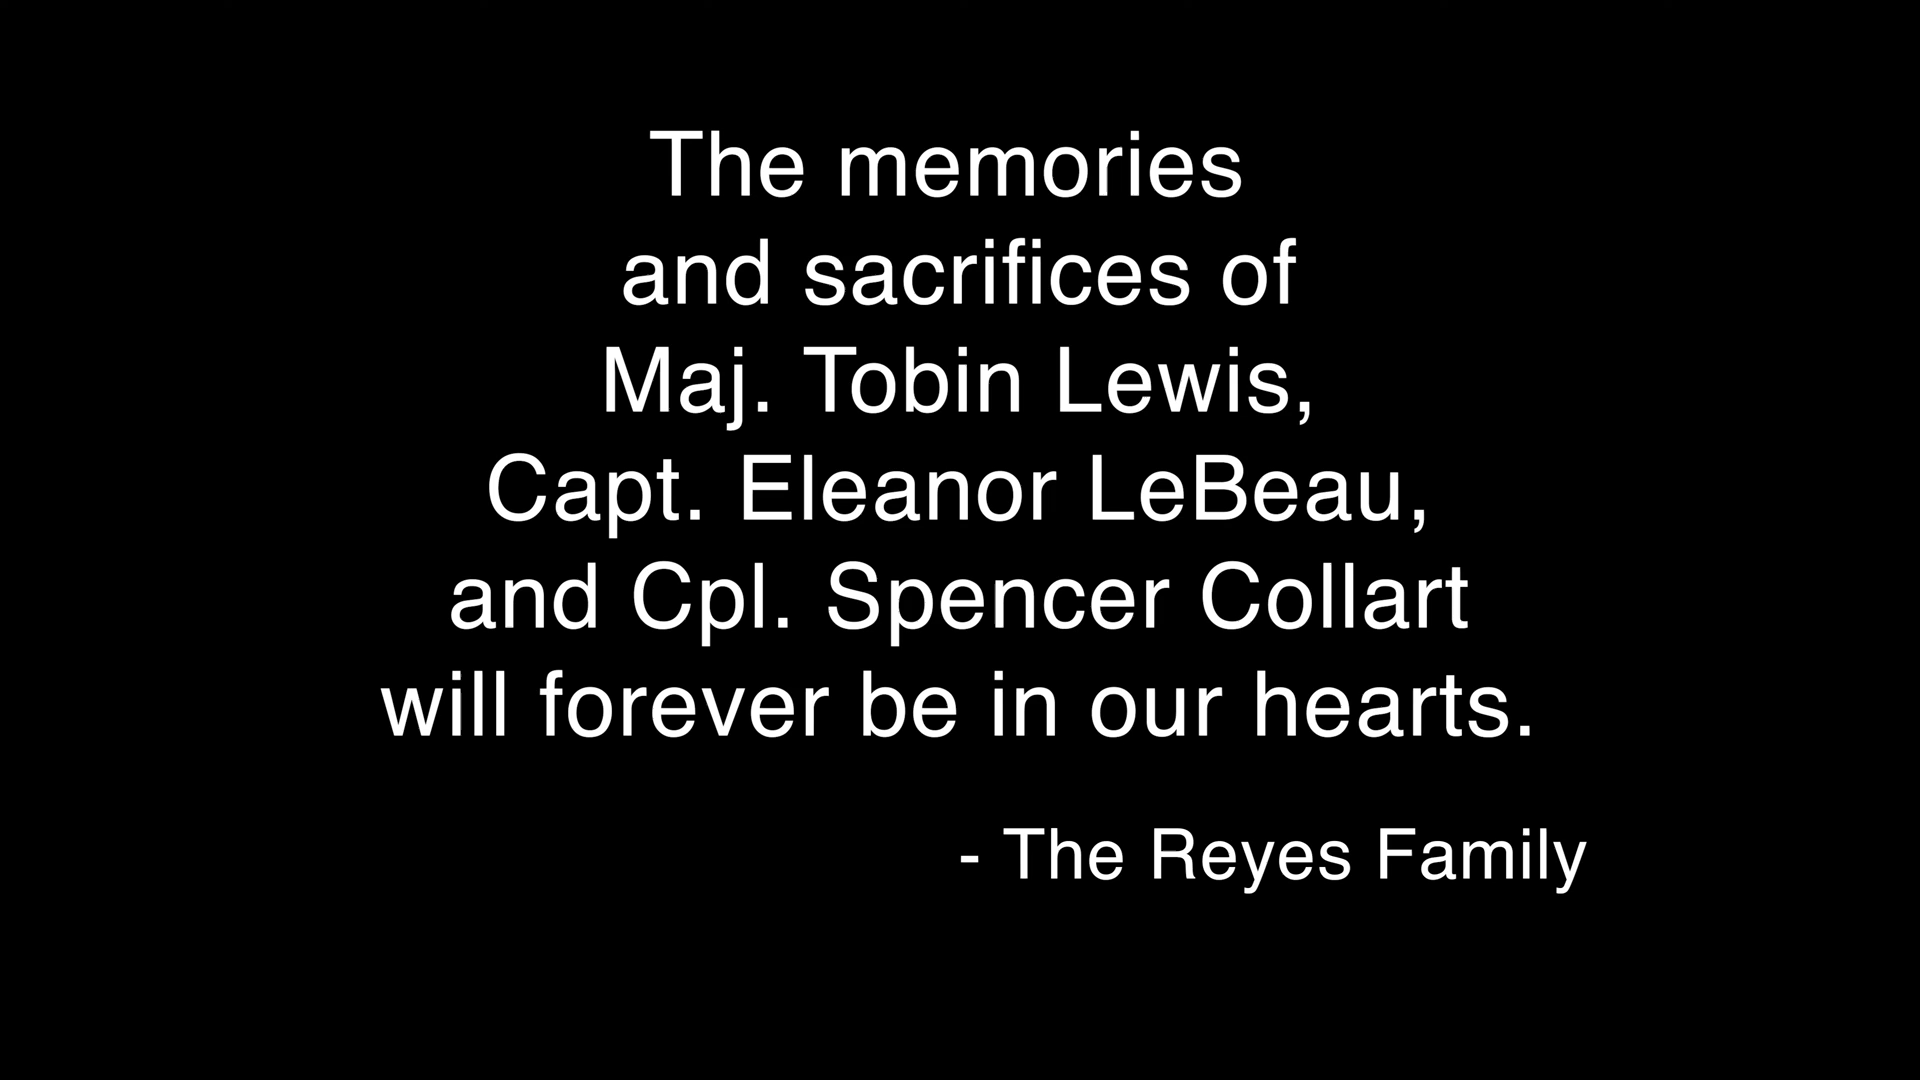 The memories
and sacrifices of
Maj. Tobin Lewis,
Capt. Eleanor LeBeau,
and Cpl. Spencer Collart
will forever be in our hearts.
- The Reyes Family